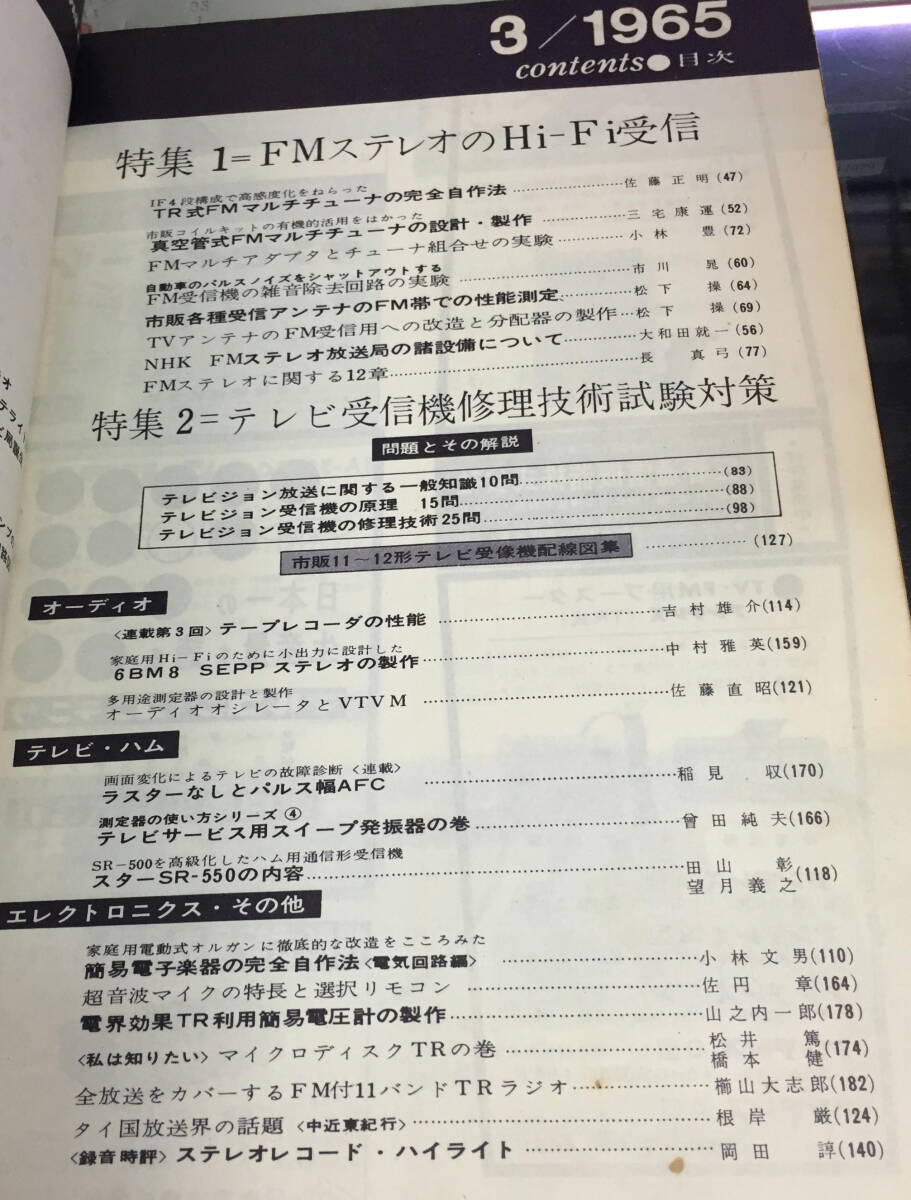 3/1965
contents●目次
特集 1=FMステレオのHi-Fi受信
IF4段構成で高感度化をねらった
TR式FMマルチチューナの完全自作法……………………佐藤正明(47)
市販コイルキットの有機的活用をはかった
真空管式FMマルチチューナの設計・製作……………三宅康運(52)
FMマルチアダプタとチューナ組合せの実験……………小林 豊(72)
自動車のパルスノイズをシャットアウトする
FM受信機の雑音除去回路の実験……………………市川 晃(60)
市販各種受信アンテナのFM帯での性能測定……………松下 操(64)
TVアンテナのFM受信用への改造と分配器の製作…松下 操(69)
NHK FMステレオ放送局の諸設備について……………大和田就一(56)
FMステレオに関する12章……………………………長 真弓(77)
特集 2=テレビ受信機修理技術試験対策
問題とその解説
テレビジョン放送に関する一般知識10問……………………(83)
テレビジョン受信機の原理 15問……………………………(88)
テレビジョン受信機の修理技術25問…………………………(98)
市販11〜12形テレビ受像機配線図集……………(127)
オーディオ
〈連載第3回〉テープレコーダの性能……………………吉村雄介(114)
家庭用Hi-Fiのために小出力に設計した
6BM8 SEPPステレオの製作……………………………中村雅英(159)
多用途測定器の設計と製作
オーディオオシレータとVTVM……………………………佐藤直昭(121)
テレビ・ハム
画面変化によるテレビの故障診断〈連載〉
ラスターなしとパルス幅AFC……………………………稲見 収(170)
測定器の使い方シリーズ④
テレビサービス用スイープ発振器の巻……………………曾田純夫(166)
SR-500を高級化したハム用通信形受信機
スターSR-550の内容……………………………………田山 彰
望月義之(118)
エレクトロニクス・その他
家庭用電動式オルガンに徹底的な改造をこころみた
簡易電子楽器の完全自作法〈電気回路編〉……………………小林文男(110)
超音波マイクの特長と選択リモコン……………………………佐円 章(164)
電界効果TR利用簡易電圧計の製作……………………………山之内一郎(178)
〈私は知りたい〉マイクロディスクTRの巻……………………松井 篤
橋本 健(174)
全放送をカバーするFM付11バンドTRラジオ……………櫛山大志郎(182)
タイ国放送界の話題〈中近東紀行〉……………………………根岸 巌(124)
〈録音時評〉ステレオレコード・ハイライト……………………岡田 諄(140)